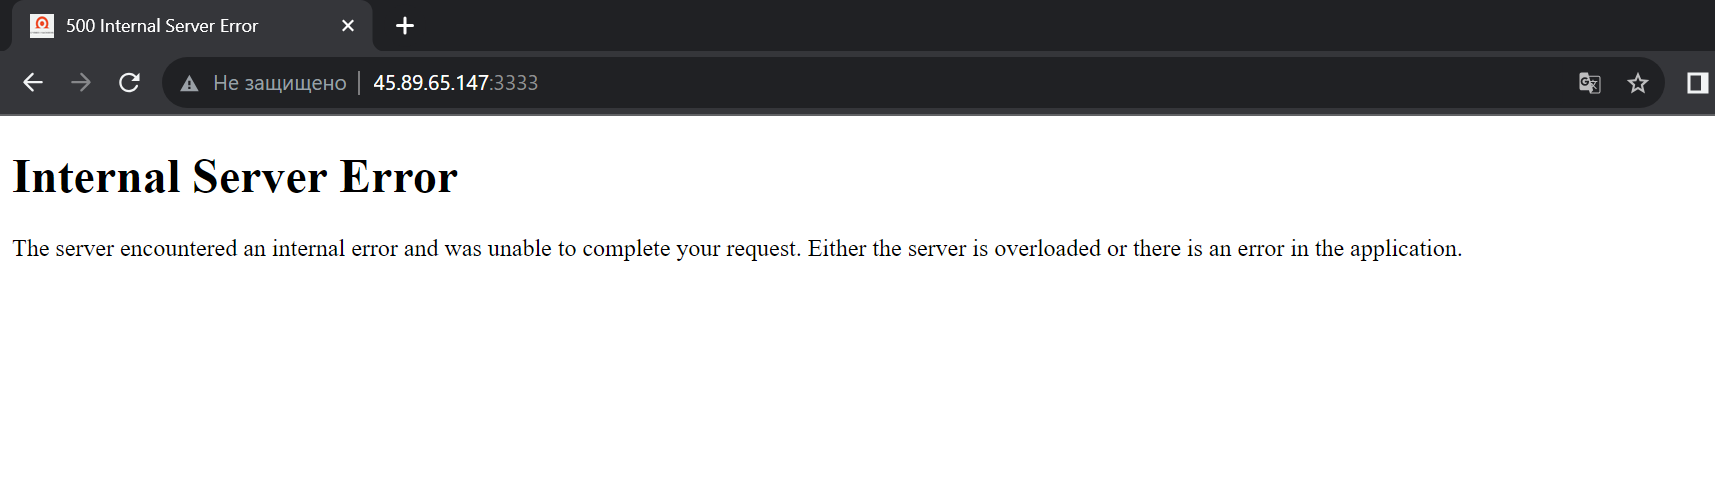 500 Internal Server Error
Не защищено 45.89.65.147:3333
Internal Server Error
The server encountered an internal error and was unable to complete your request. Either the server is overloaded or there is an error in the application.